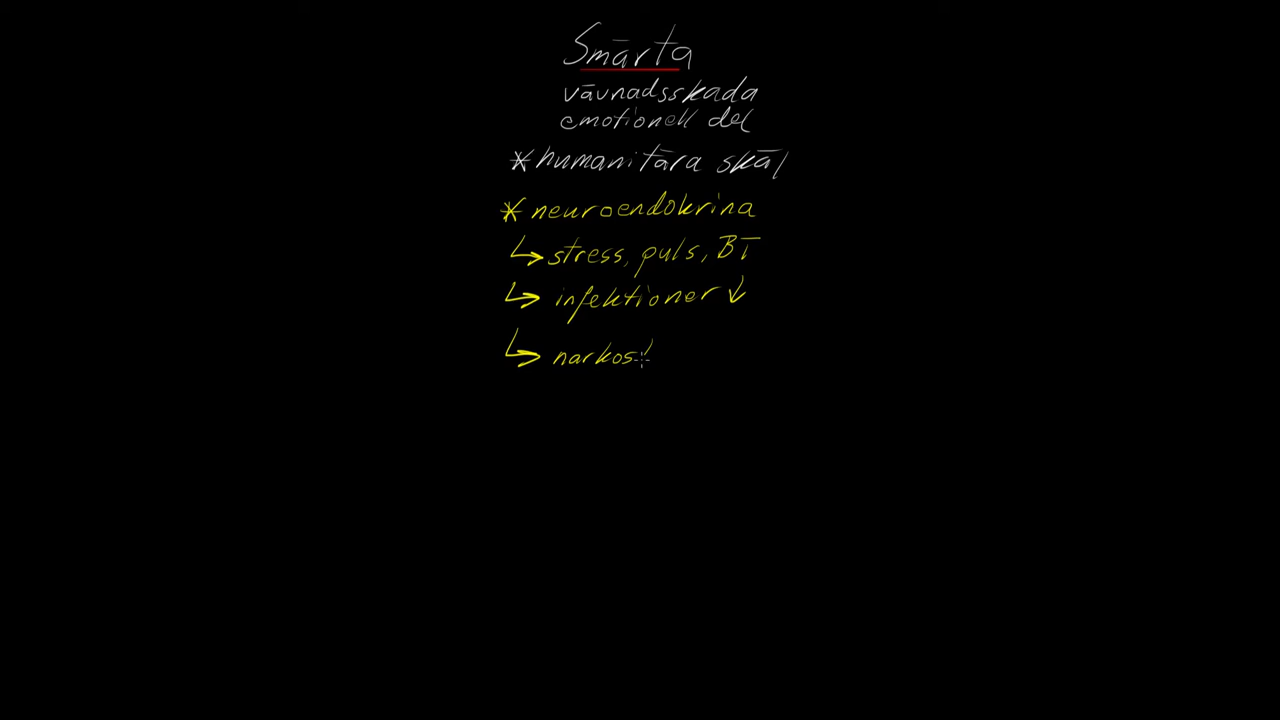 Smärta
vävnadsskada
emotionell del
* humanitära skäl
* neuroendokrina
↳ stress, puls, BT
↳ infektioner ↓
↳ narkos